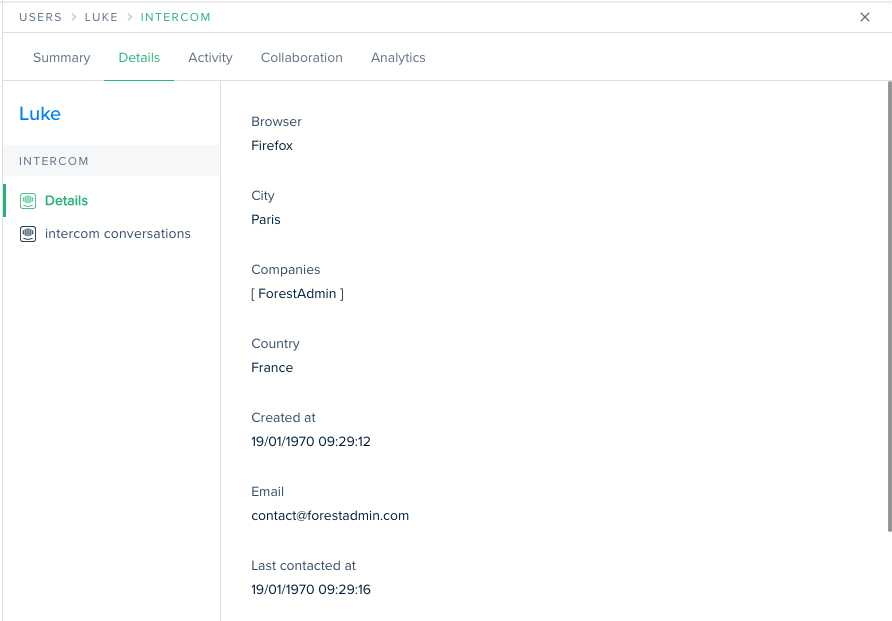 USERS > LUKE > INTERCOM
Summary Details Activity Collaboration Analytics
Luke
INTERCOM
Details
intercom conversations
Browser
Firefox
City
Paris
Companies
[ ForestAdmin ]
Country
France
Created at
19/01/1970 09:29:12
Email
contact@forestadmin.com
Last contacted at
19/01/1970 09:29:16